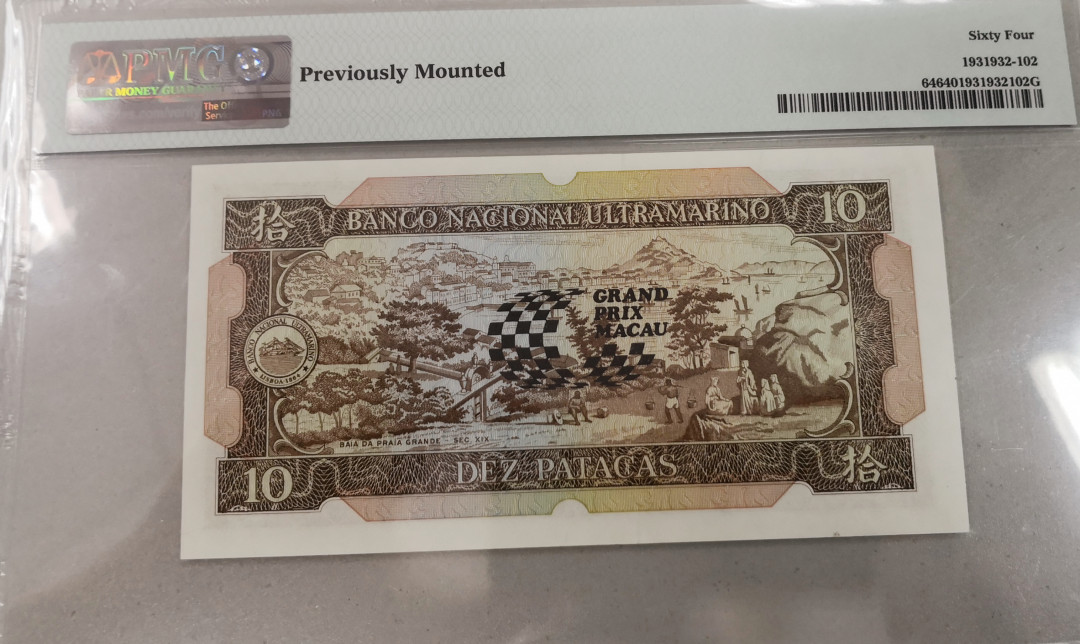 Sixty Four
PMG
Previously Mounted
1931932-102
646401931932102G
拾
BANCO NACIONAL ULTRAMARINO
10
GRAND
PRIX
MACAU
BANCO NACIONAL ULTRAMARINO
LISBOA 1864
BAIA DA PRAIA GRANDE SEC. XIX
10
DEZ PATACAS
拾